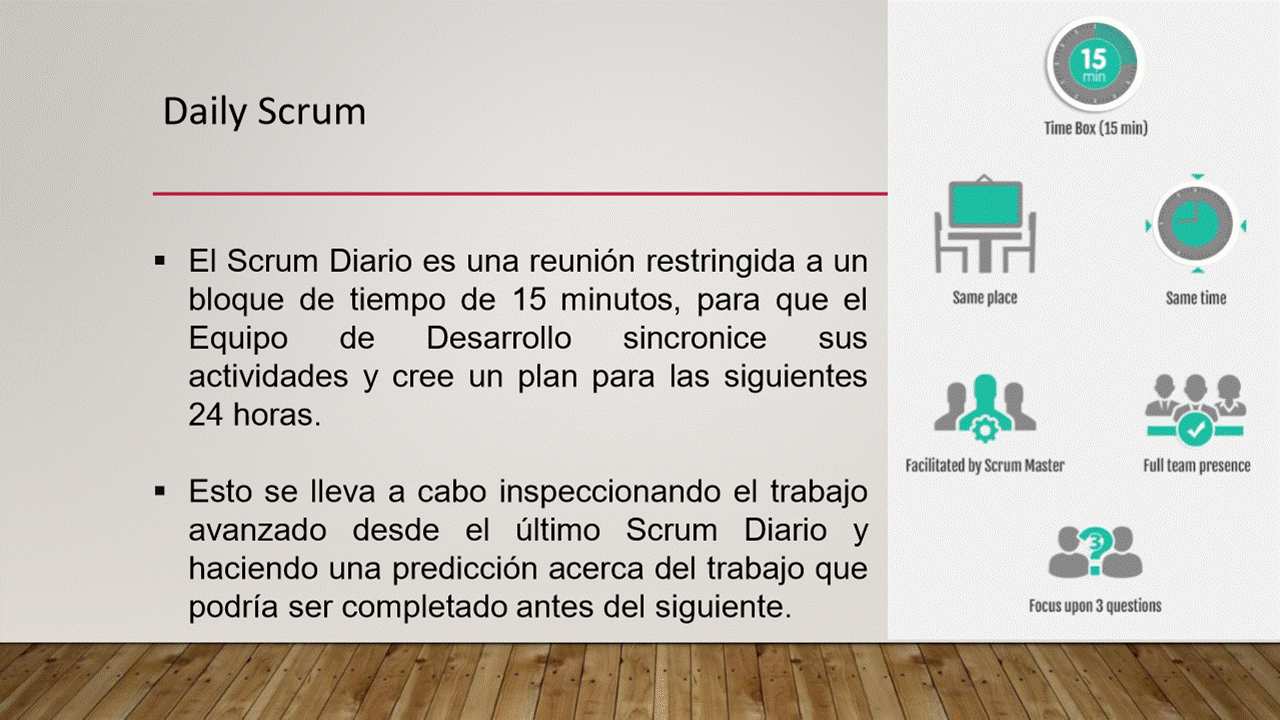 Daily Scrum
▪ El Scrum Diario es una reunión restringida a un
bloque de tiempo de 15 minutos, para que el
Equipo de Desarrollo sincronice sus
actividades y cree un plan para las siguientes
24 horas.
▪ Esto se lleva a cabo inspeccionando el trabajo
avanzado desde el último Scrum Diario y
haciendo una predicción acerca del trabajo que
podría ser completado antes del siguiente.
15
min
Time Box (15 min)
Same place
Same time
Facilitated by Scrum Master
Full team presence
3
Focus upon 3 questions